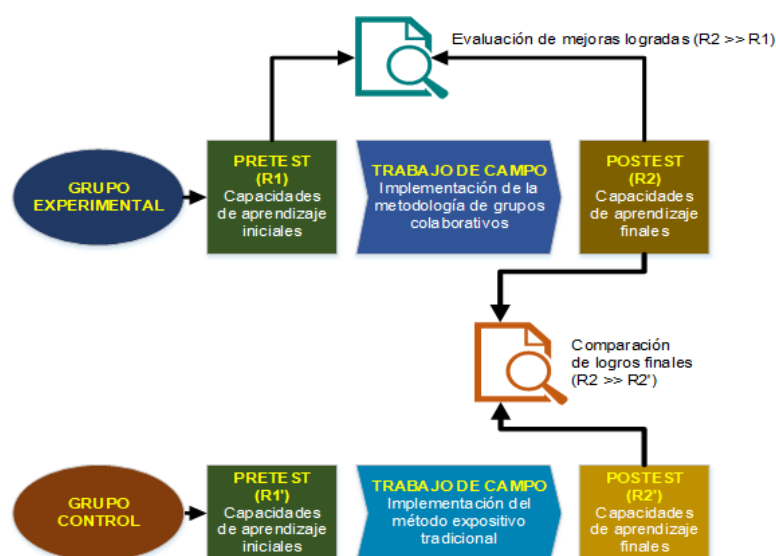 Evaluación de mejoras logradas (R2 >> R1)
GRUPO
EXPERIMENTAL
PRETEST
(R1)
Capacidades
de aprendizaje
iniciales
TRABAJO DE CAMPO
Implementación de la
metodología de grupos
colaborativos
POSTEST
(R2)
Capacidades
de aprendizaje
finales
Comparación
de logros finales
(R2 >> R2')
GRUPO
CONTROL
PRETEST
(R1')
Capacidades
de aprendizaje
iniciales
TRABAJO DE CAMPO
Implementación del
método expositivo
tradicional
POSTEST
(R2')
Capacidades
de aprendizaje
finales